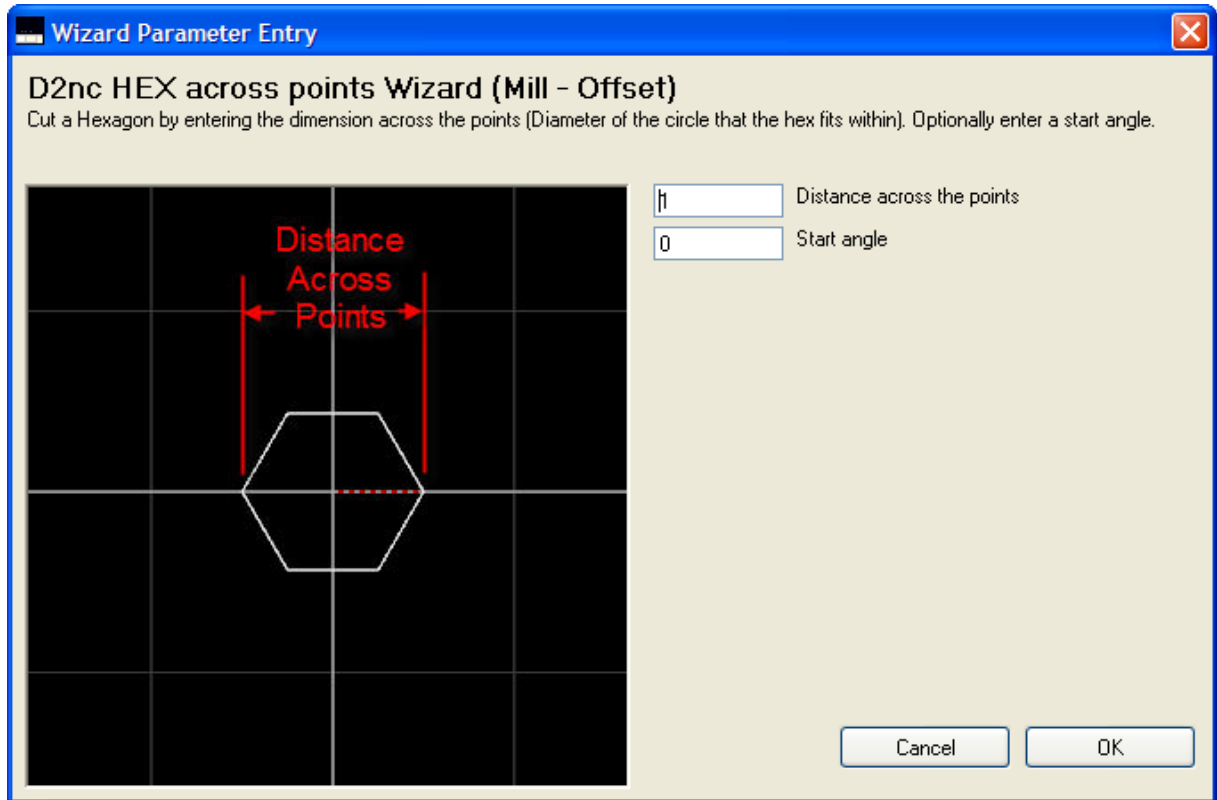 Wizard Parameter Entry
D2nc HEX across points Wizard (Mill - Offset)
Cut a Hexagon by entering the dimension across the points (Diameter of the circle that the hex fits within). Optionally enter a start angle.
Distance
Across
Points
1 Distance across the points
0 Start angle
Cancel OK